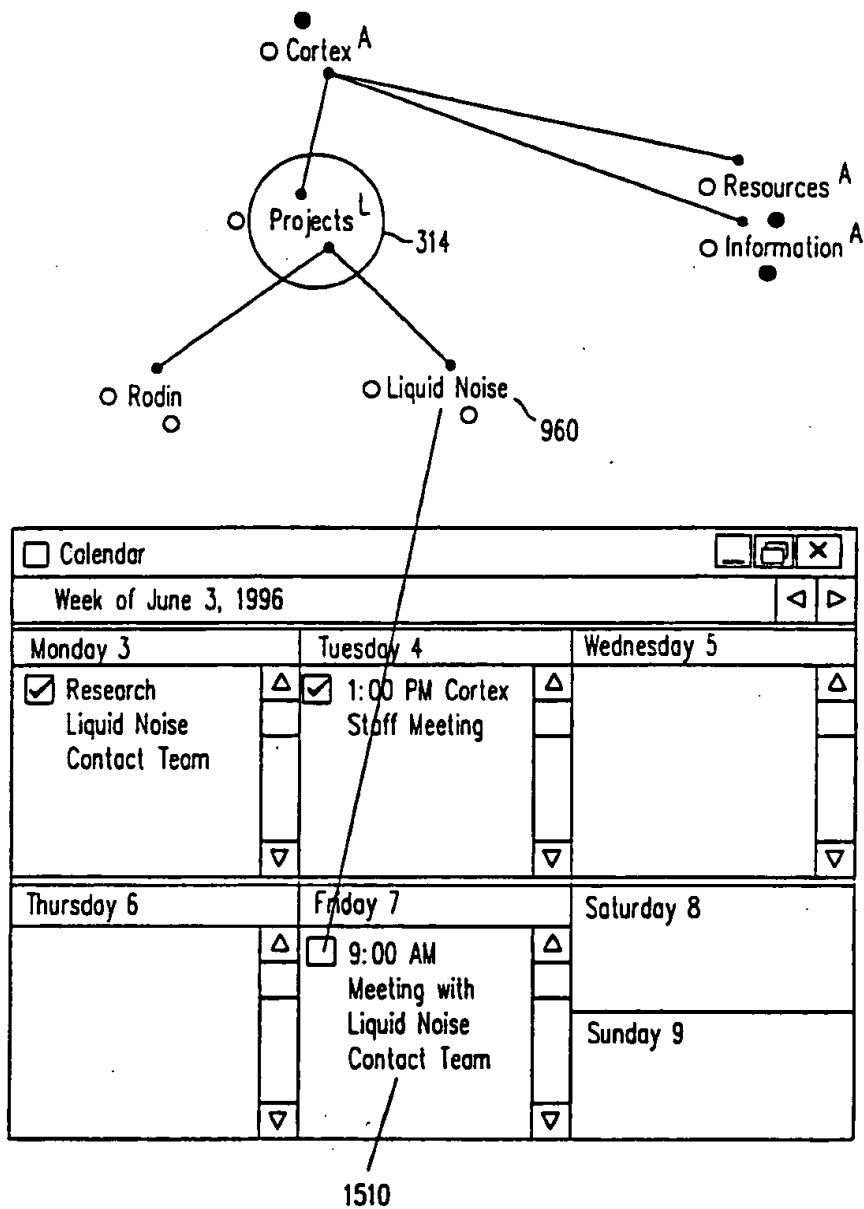 Cortex A
Resources A
Projects L
314
Information A
Rodin
Liquid Noise
960
Calendar
Week of June 3, 1996
Monday 3
Tuesday 4
Wednesday 5
Research
Liquid Noise
Contact Team
1:00 PM Cortex
Staff Meeting
Thursday 6
Friday 7
Saturday 8
9:00 AM
Meeting with
Liquid Noise
Contact Team
Sunday 9
1510